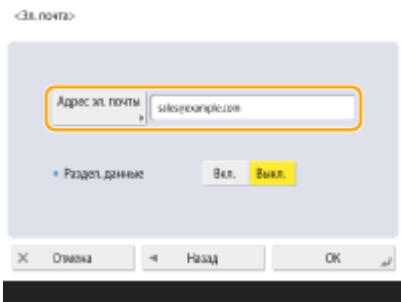 <Эл. почта>
Адрес эл. почты
sales@example.com
Раздел. данные
Вкл.
Выкл.
Отмена
Назад
OK